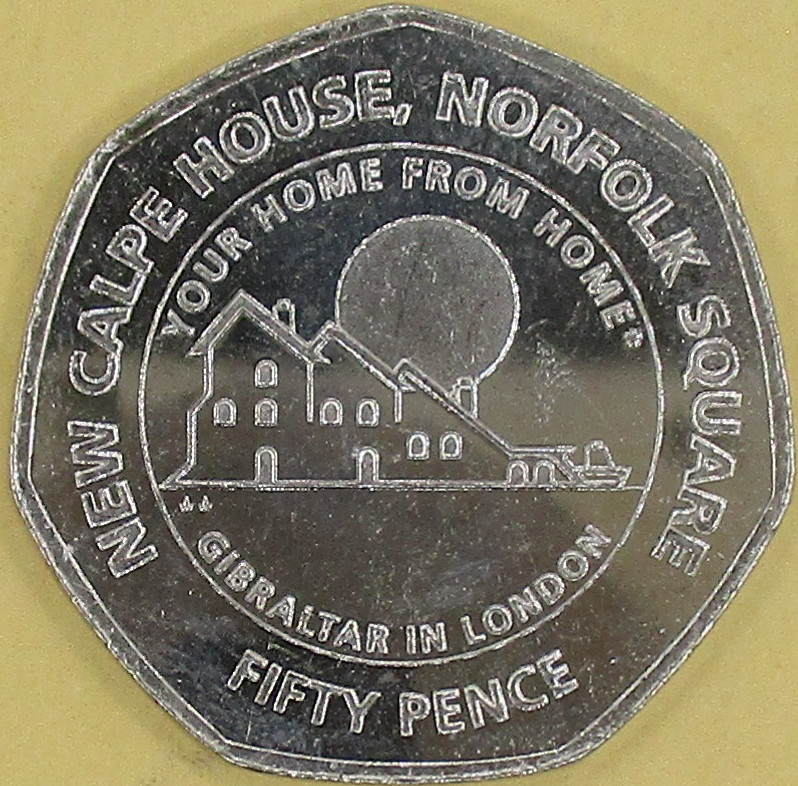 NEW CALPE HOUSE, NORFOLK SQUARE
YOUR HOME FROM HOME
GIBRALTAR IN LONDON
FIFTY PENCE